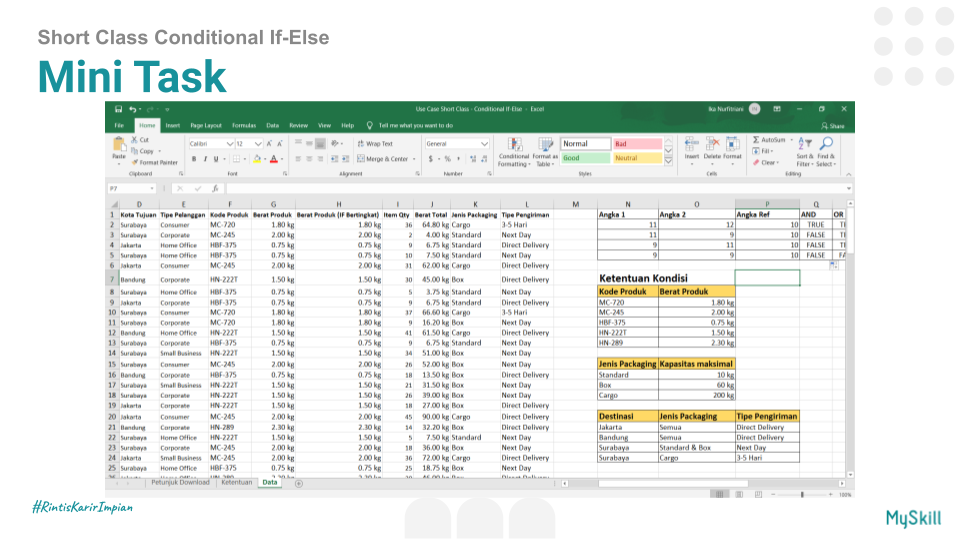 Short Class Conditional If-Else
Mini Task
Use Case Short Class - Conditional If-Else - Excel
Ika Nurfitriani
File Home Insert Page Layout Formulas Data Review View Help Tell me what you want to do
Share
Paste Cut Copy Format Painter Clipboard
Calibri 12 B I U Font
Wrap Text Merge & Center Alignment
General Number
Conditional Formatting Format as Table Normal Bad Good Neutral Styles
Insert Delete Format Cells
AutoSum Fill Clear Sort & Filter Find & Select Editing
P7 fx
D E F G H I J K L M N O P Q R
1 Kota Tujuan Tipe Pelanggan Kode Produk Berat Produk Berat Produk (IF Bertingkat) Item Qty Berat Total Jenis Packaging Tipe Pengiriman Angka 1 Angka 2 Angka Ref AND OR
2 Surabaya Consumer MC-720 1.80 kg 1.80 kg 36 64.80 kg Cargo 3-5 Hari 11 12 10 TRUE
3 Surabaya Corporate MC-245 2.00 kg 2.00 kg 2 4.00 kg Standard Next Day 11 9 10 FALSE
4 Jakarta Home Office HBF-375 0.75 kg 0.75 kg 9 6.75 kg Standard Direct Delivery 9 11 10 FALSE
5 Surabaya Home Office HBF-375 0.75 kg 0.75 kg 10 7.50 kg Standard Next Day 9 9 10 FALSE
6 Jakarta Consumer MC-245 2.00 kg 2.00 kg 31 62.00 kg Cargo Direct Delivery
7 Bandung Corporate HN-222T 1.50 kg 1.50 kg 30 45.00 kg Box Direct Delivery Ketentuan Kondisi
8 Surabaya Home Office HBF-375 0.75 kg 0.75 kg 5 3.75 kg Standard Next Day Kode Produk Berat Produk
9 Jakarta Corporate HBF-375 0.75 kg 0.75 kg 9 6.75 kg Standard Direct Delivery MC-720 1.80 kg
10 Surabaya Consumer MC-720 1.80 kg 1.80 kg 37 66.60 kg Cargo 3-5 Hari MC-245 2.00 kg
11 Surabaya Corporate MC-720 1.80 kg 1.80 kg 9 16.20 kg Box Next Day HBF-375 0.75 kg
12 Bandung Home Office HN-222T 1.50 kg 1.50 kg 41 61.50 kg Cargo Direct Delivery HN-222T 1.50 kg
13 Surabaya Corporate HBF-375 0.75 kg 0.75 kg 9 6.75 kg Standard Next Day HN-289 2.30 kg
14 Surabaya Small Business HN-222T 1.50 kg 1.50 kg 34 51.00 kg Box Next Day
15 Surabaya Consumer MC-245 2.00 kg 2.00 kg 26 52.00 kg Box Next Day Jenis Packaging Kapasitas maksimal
16 Bandung Corporate HBF-375 0.75 kg 0.75 kg 18 13.50 kg Box Direct Delivery Standard 10 kg
17 Surabaya Small Business HN-222T 1.50 kg 1.50 kg 21 31.50 kg Box Next Day Box 60 kg
18 Surabaya Corporate HN-222T 1.50 kg 1.50 kg 26 39.00 kg Box Next Day Cargo 200 kg
19 Jakarta Corporate HN-222T 1.50 kg 1.50 kg 18 27.00 kg Box Direct Delivery
20 Jakarta Consumer MC-245 2.00 kg 2.00 kg 45 90.00 kg Cargo Direct Delivery Destinasi Jenis Packaging Tipe Pengiriman
21 Bandung Corporate HN-289 2.30 kg 2.30 kg 14 32.20 kg Box Direct Delivery Jakarta Semua Direct Delivery
22 Surabaya Home Office HN-222T 1.50 kg 1.50 kg 5 7.50 kg Standard Next Day Bandung Semua Direct Delivery
23 Surabaya Corporate MC-245 2.00 kg 2.00 kg 18 36.00 kg Box Next Day Surabaya Standard & Box Next Day
24 Jakarta Small Business MC-245 2.00 kg 2.00 kg 36 72.00 kg Cargo Direct Delivery Surabaya Cargo 3-5 Hari
25 Surabaya Home Office HBF-375 0.75 kg 0.75 kg 25 18.75 kg Box Next Day
Petunjuk Download Ketentuan Data
100%
#RintisKarirImpian
MySkill